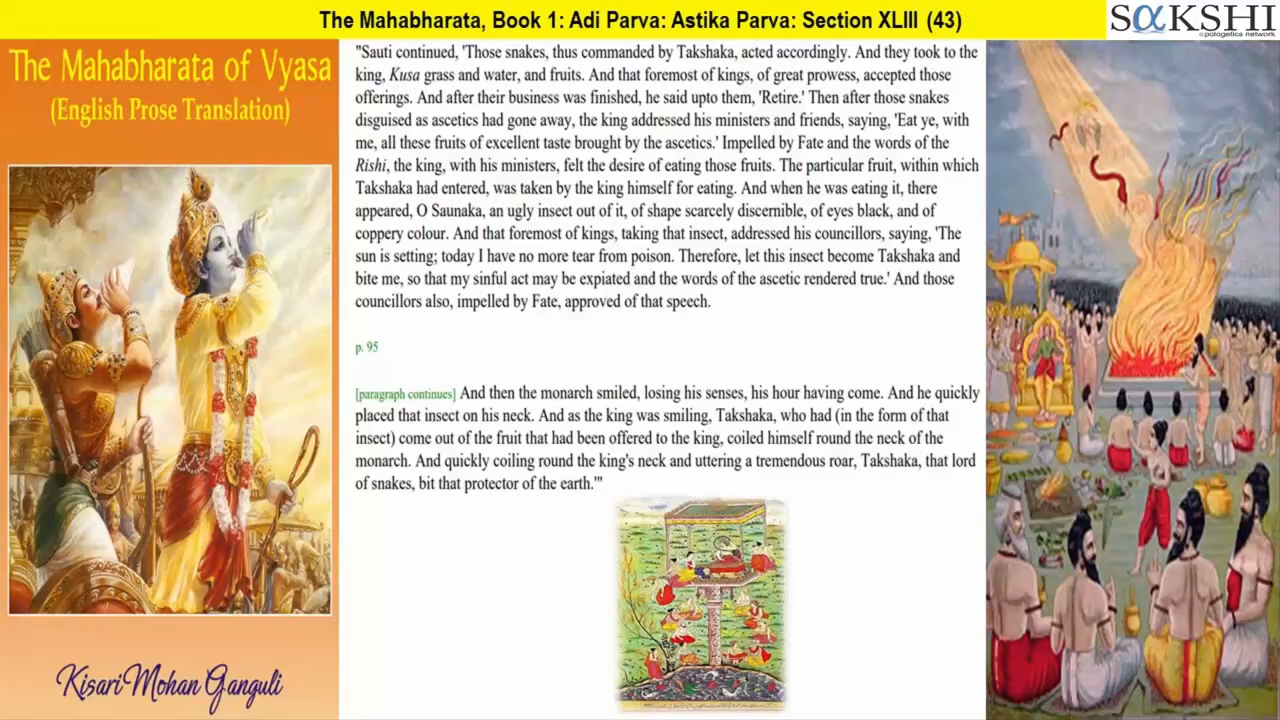 The Mahabharata, Book 1: Adi Parva: Astika Parva: Section XLIII (43)
SαKSHI
apologetics network
The Mahabharata of Vyasa
(English Prose Translation)
Kisari Mohan Ganguli
"Sauti continued, 'Those snakes, thus commanded by Takshaka, acted accordingly. And they took to the
king, Kusa grass and water, and fruits. And that foremost of kings, of great prowess, accepted those
offerings. And after their business was finished, he said upto them, 'Retire.' Then after those snakes
disguised as ascetics had gone away, the king addressed his ministers and friends, saying, 'Eat ye, with
me, all these fruits of excellent taste brought by the ascetics.' Impelled by Fate and the words of the
Rishi, the king, with his ministers, felt the desire of eating those fruits. The particular fruit, within which
Takshaka had entered, was taken by the king himself for eating. And when he was eating it, there
appeared, O Saunaka, an ugly insect out of it, of shape scarcely discernible, of eyes black, and of
coppery colour. And that foremost of kings, taking that insect, addressed his councillors, saying, 'The
sun is setting; today I have no more tear from poison. Therefore, let this insect become Takshaka and
bite me, so that my sinful act may be expiated and the words of the ascetic rendered true.' And those
councillors also, impelled by Fate, approved of that speech.
p. 95
[paragraph continues] And then the monarch smiled, losing his senses, his hour having come. And he quickly
placed that insect on his neck. And as the king was smiling, Takshaka, who had (in the form of that
insect) come out of the fruit that had been offered to the king, coiled himself round the neck of the
monarch. And quickly coiling round the king's neck and uttering a tremendous roar, Takshaka, that lord
of snakes, bit that protector of the earth.'"